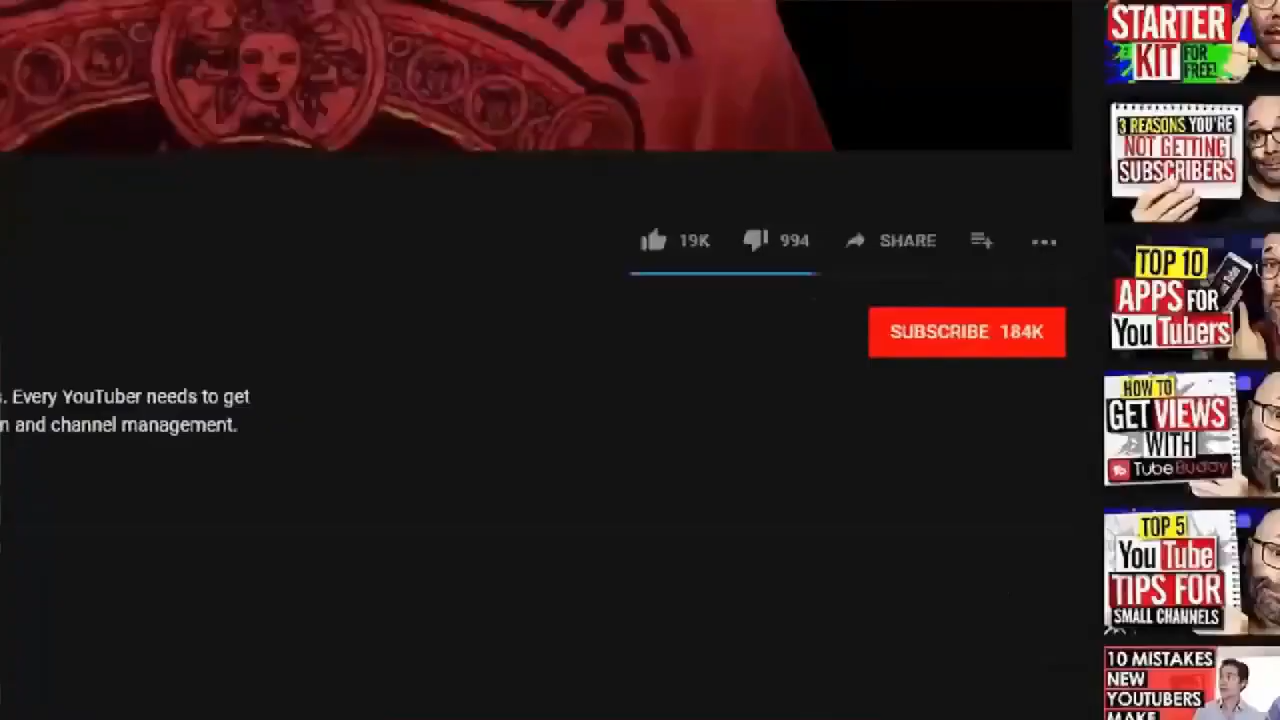 STARTER
KIT FOR FREE!
3 REASONS YOU'RE
NOT GETTING
SUBSCRIBERS
19K 994 SHARE
TOP 10
APPS FOR
YouTubers
SUBSCRIBE 184K
. Every YouTuber needs to get
n and channel management.
HOW TO
GET VIEWS
WITH
TubeBuddy
TOP 5
YouTube
TIPS FOR
SMALL CHANNELS
10 MISTAKES
NEW
YOUTUBERS
MAKE